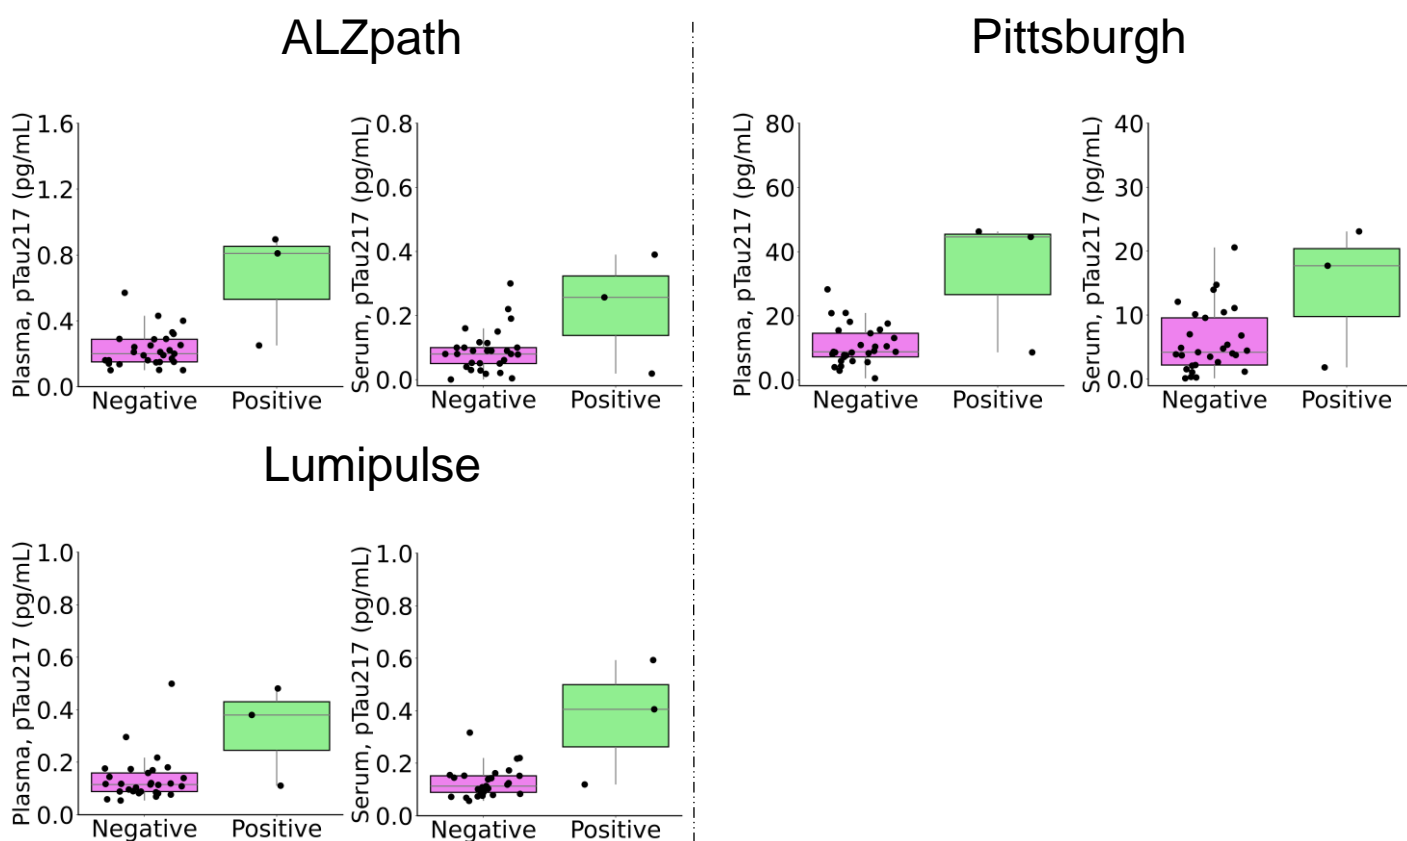 ALZpath
Plasma, pTau217 (pg/mL)
1.6
1.2
0.8
0.4
0.0
Negative Positive
Serum, pTau217 (pg/mL)
0.8
0.6
0.4
0.2
0.0
Negative Positive
Pittsburgh
Plasma, pTau217 (pg/mL)
80
60
40
20
0.0
Negative Positive
Serum, pTau217 (pg/mL)
40
30
20
10
0.0
Negative Positive
Lumipulse
Plasma, pTau217 (pg/mL)
1.0
0.8
0.6
0.4
0.2
0.0
Negative Positive
Serum, pTau217 (pg/mL)
1.0
0.8
0.6
0.4
0.2
0.0
Negative Positive